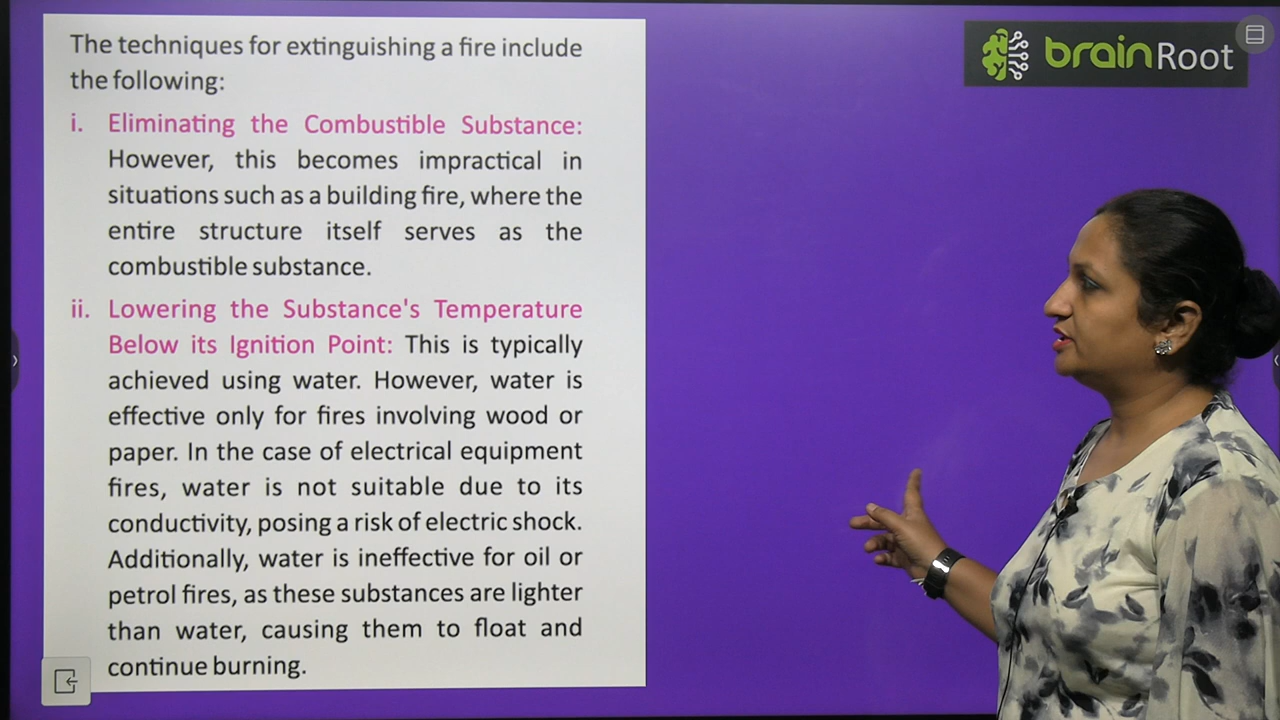 The techniques for extinguishing a fire include
the following:
i. Eliminating the Combustible Substance:
However, this becomes impractical in
situations such as a building fire, where the
entire structure itself serves as the
combustible substance.
ii. Lowering the Substance's Temperature
Below its Ignition Point: This is typically
achieved using water. However, water is
effective only for fires involving wood or
paper. In the case of electrical equipment
fires, water is not suitable due to its
conductivity, posing a risk of electric shock.
Additionally, water is ineffective for oil or
petrol fires, as these substances are lighter
than water, causing them to float and
continue burning.
brainRoot